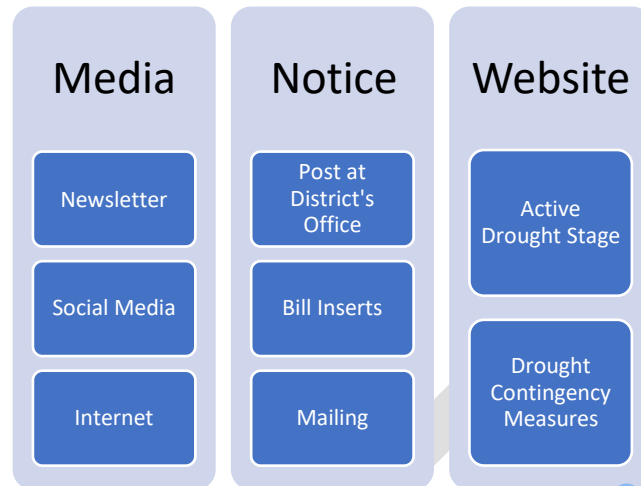 Media
Newsletter
Social Media
Internet
Notice
Post at
District's
Office
Bill Inserts
Mailing
Website
Active
Drought Stage
Drought
Contingency
Measures